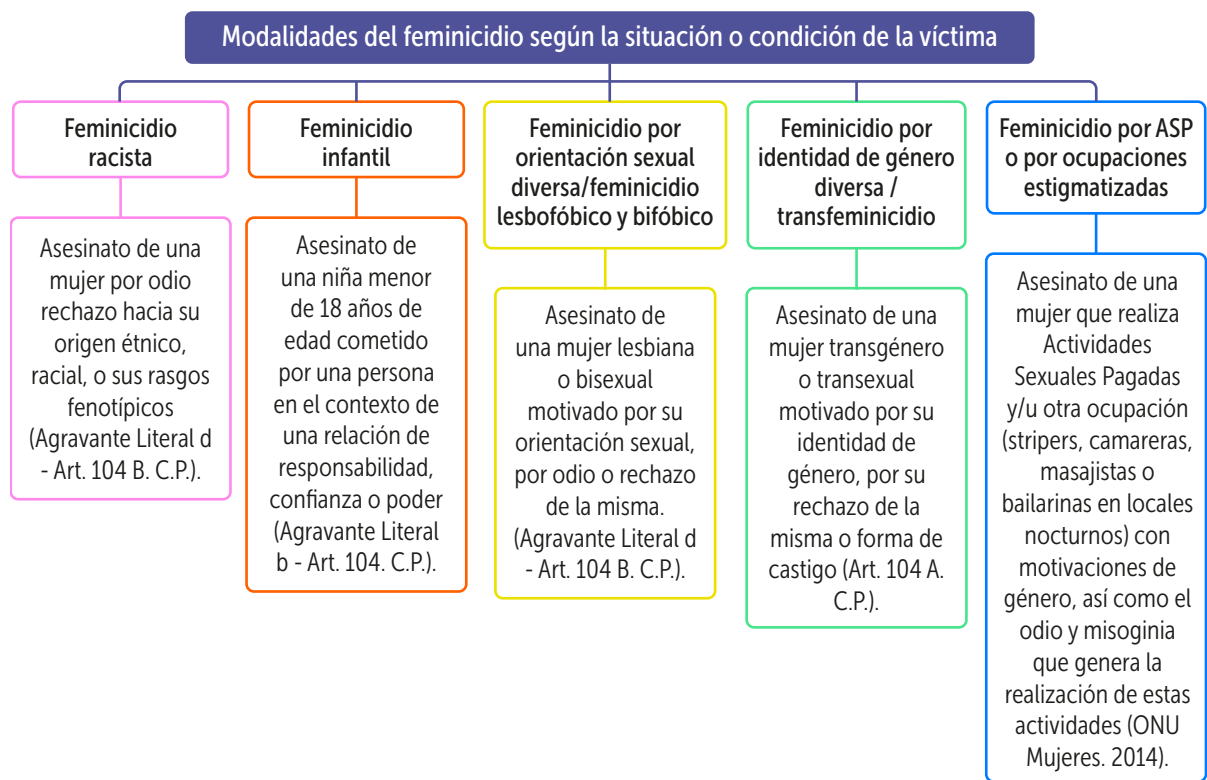 Modalidades del feminicidio según la situación o condición de la víctima
Feminicidio
racista
Asesinato de una
mujer por odio
rechazo hacia su
origen étnico,
racial, o sus rasgos
fenotípicos
(Agravante Literal d
- Art. 104 B. C.P.).
Feminicidio
infantil
Asesinato de
una niña menor
de 18 años de
edad cometido
por una persona
en el contexto de
una relación de
responsabilidad,
confianza o poder
(Agravante Literal
b - Art. 104. C.P.).
Feminicidio por
orientación sexual
diversa/feminicidio
lesbofóbico y bifóbico
Asesinato de
una mujer lesbiana
o bisexual
motivado por su
orientación sexual,
por odio o rechazo
de la misma.
(Agravante Literal d
- Art. 104 B. C.P.).
Feminicidio por
identidad de género
diversa /
transfeminicidio
Asesinato de una
mujer transgénero
o transexual
motivado por su
identidad de
género, por su
rechazo de la
misma o forma de
castigo (Art. 104 A.
C.P.).
Feminicidio por ASP
o por ocupaciones
estigmatizadas
Asesinato de una
mujer que realiza
Actividades
Sexuales Pagadas
y/u otra ocupación
(stripers, camareras,
masajistas o
bailarinas en locales
nocturnos) con
motivaciones de
género, así como el
odio y misoginia
que genera la
realización de estas
actividades (ONU
Mujeres. 2014).